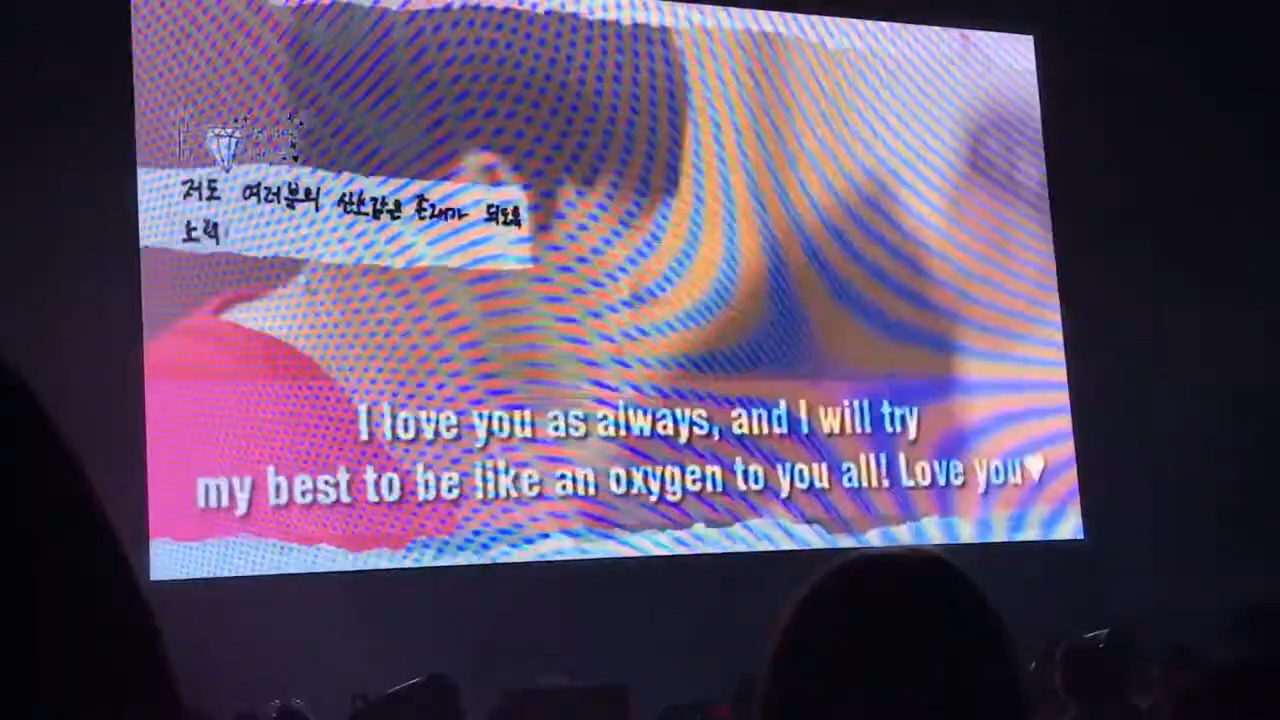 저도 여러분의 산소같은 존재가 되도록
노력
I love you as always, and I will try
my best to be like an oxygen to you all! Love you♥